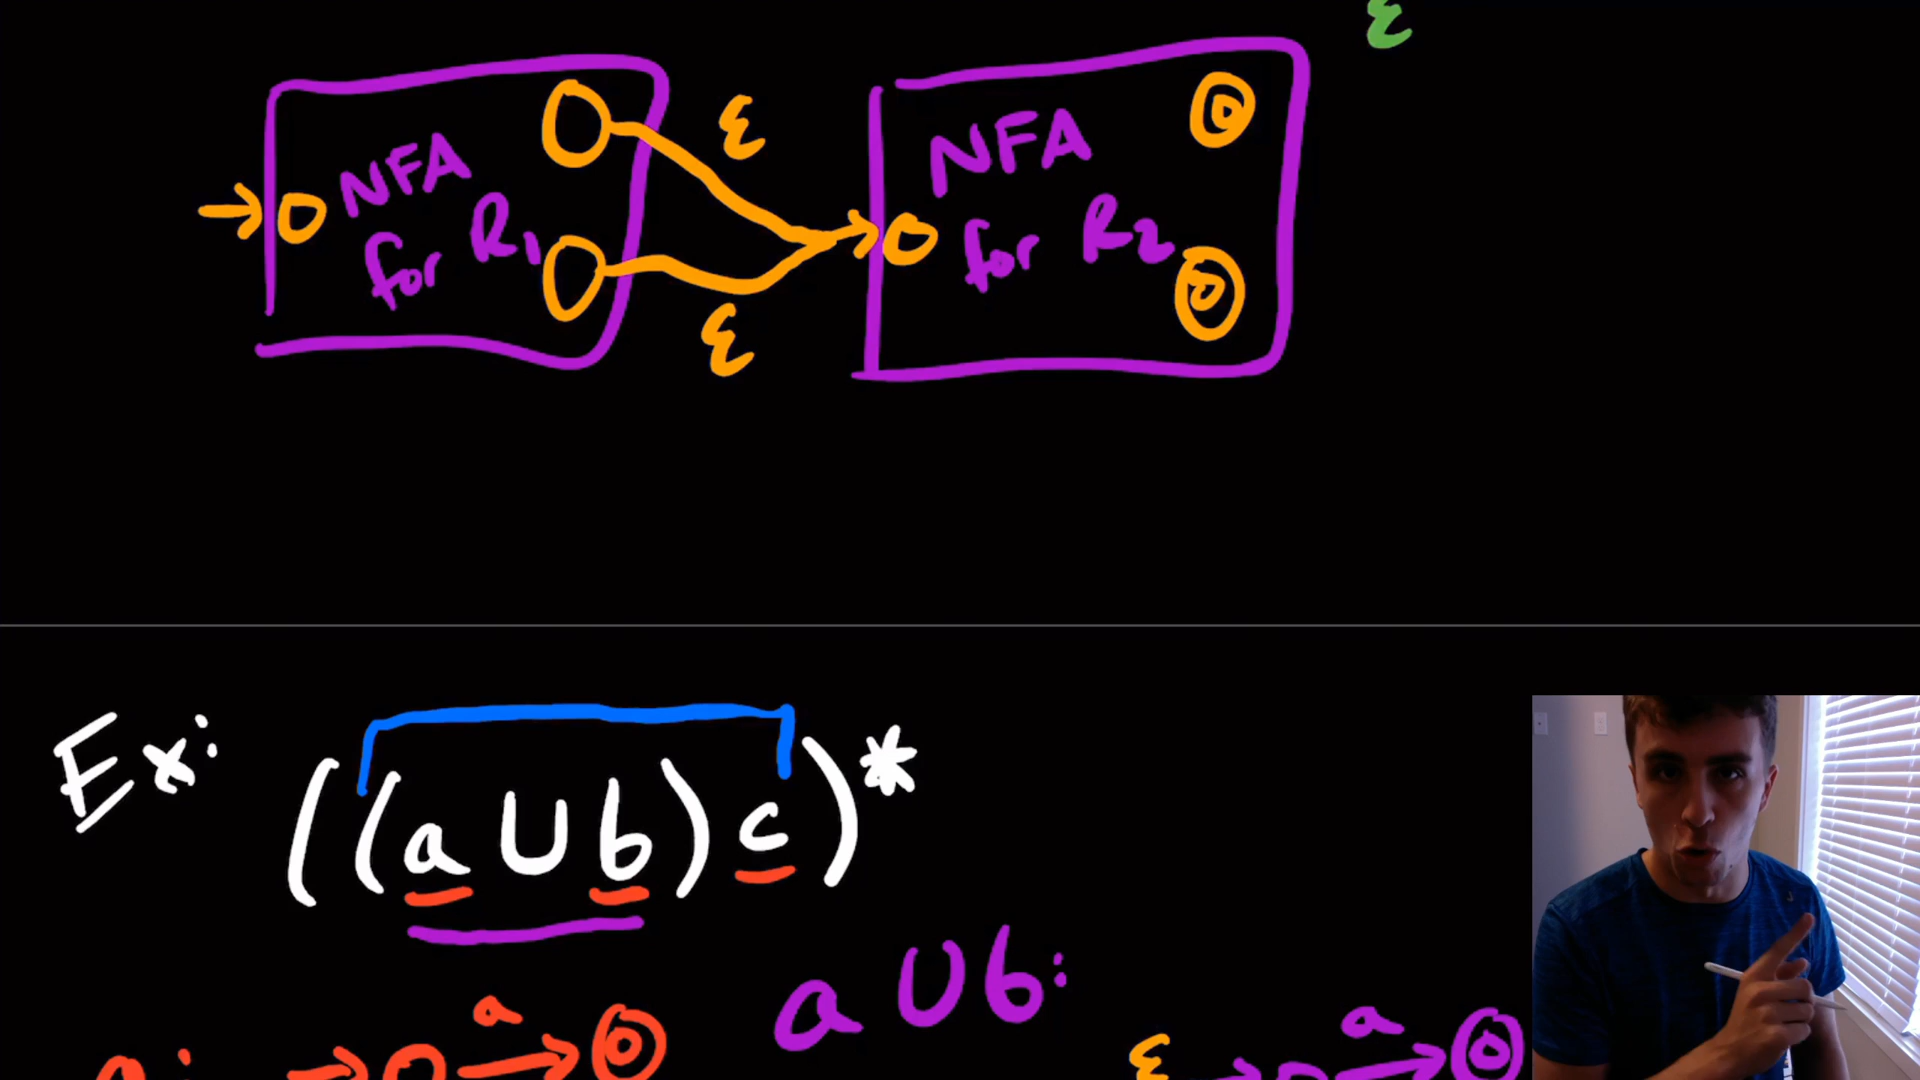 ε
NFA for R₁
ε
ε
NFA for R₂
Ex: ((a ∪ b) c)*
a ∪ b:
a:
a
ε
a